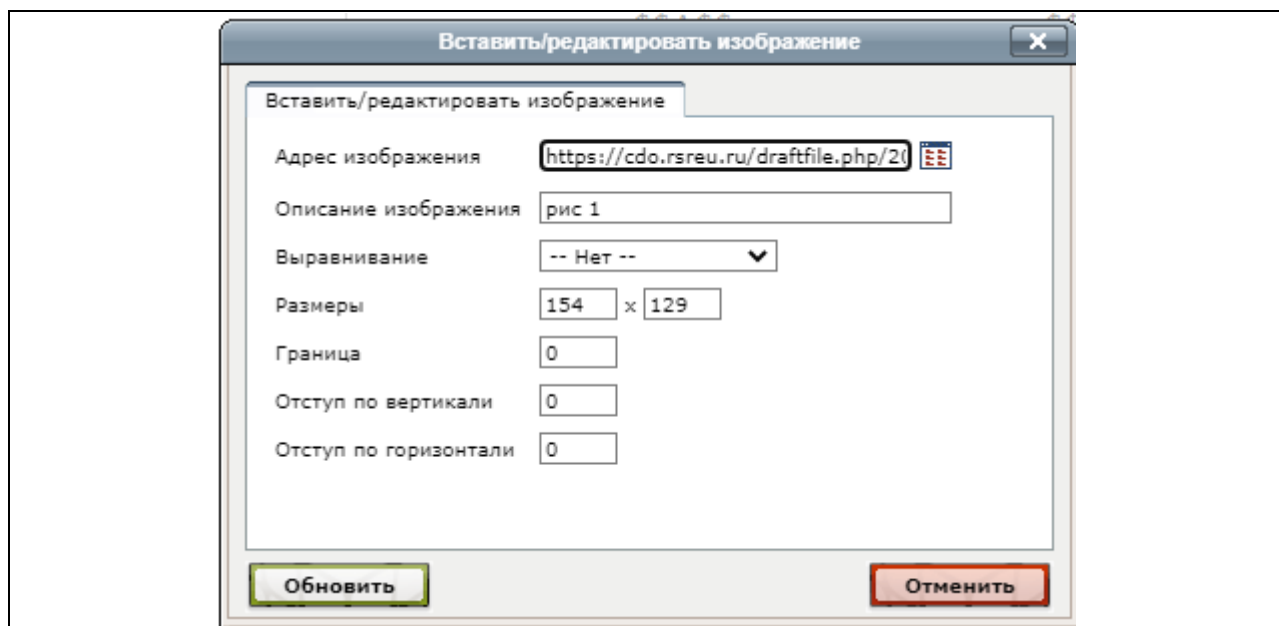 Вставить/редактировать изображение
Вставить/редактировать изображение
Адрес изображения https://cdo.rsreu.ru/draftfile.php/20
Описание изображения рис 1
Выравнивание -- Нет --
Размеры 154 x 129
Граница 0
Отступ по вертикали 0
Отступ по горизонтали 0
Обновить Отменить